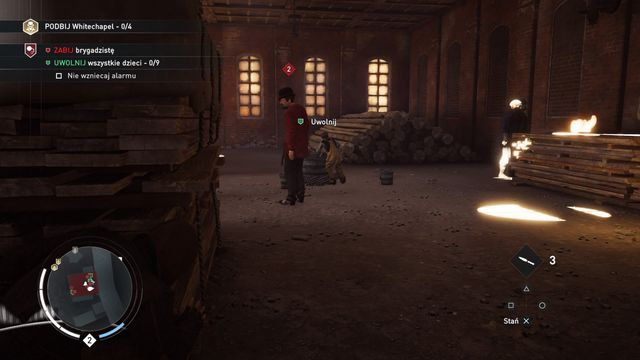 PODBIJ Whitechapel - 0/4
ZABIJ brygadzistę
UWOLNIJ wszystkie dzieci - 0/9
Nie wzniecaj alarmu
2
Uwolnij
3
Stań
2